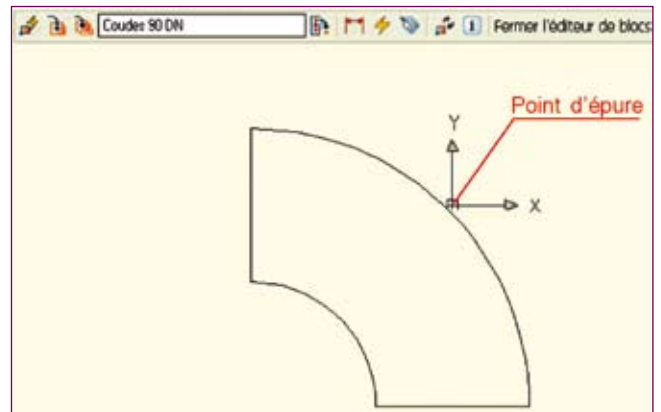 Coudes 90 DN
Fermer l'éditeur de blocs
Point d'épure
Y
X